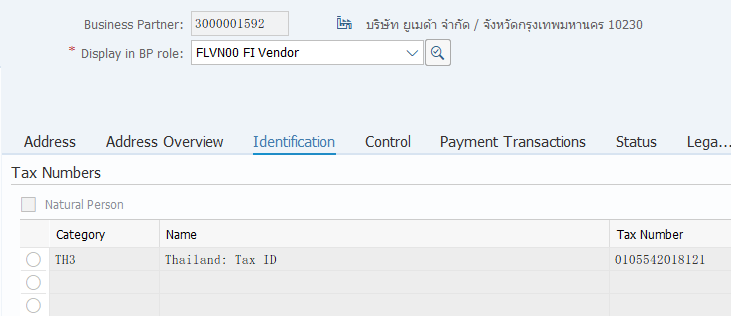 Business Partner: 3000001592 บริษัท ยูเมด้า จำกัด / จังหวัดกรุงเทพมหานคร 10230
* Display in BP role: FLVN00 FI Vendor
Address Address Overview Identification Control Payment Transactions Status Lega...
Tax Numbers
Natural Person
Category Name Tax Number
TH3 Thailand: Tax ID 0105542018121